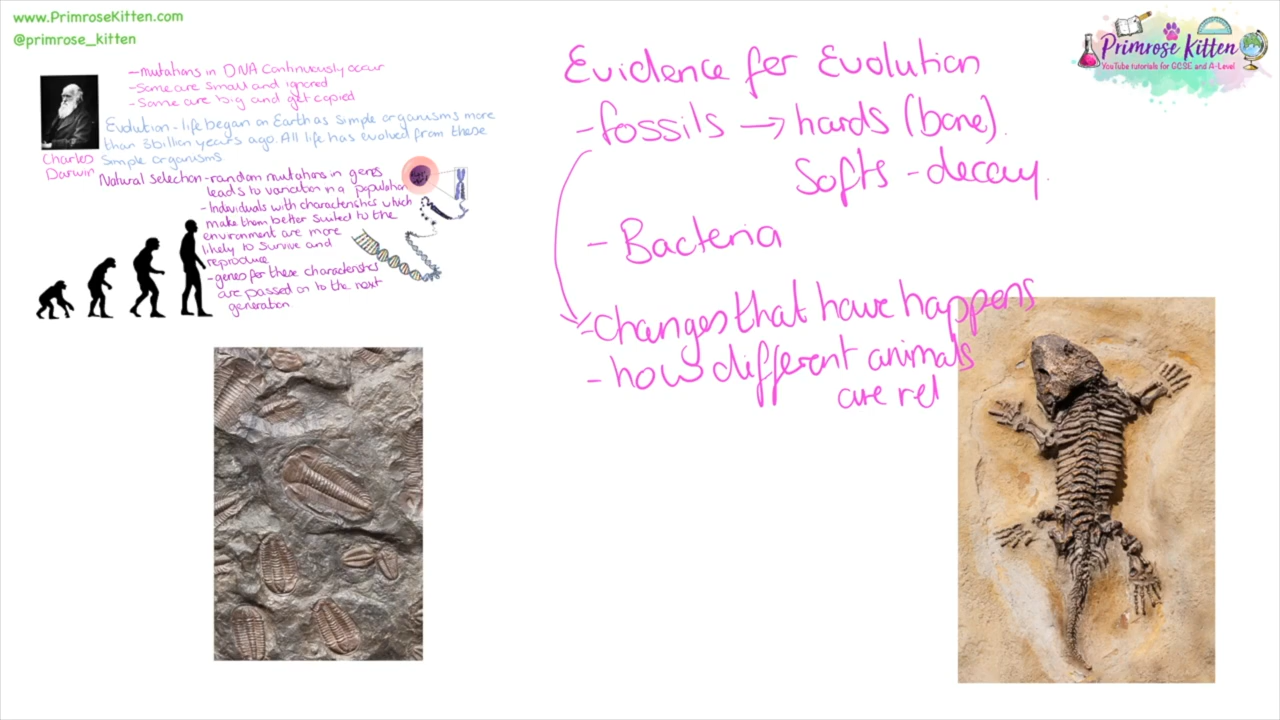 www.PrimroseKitten.com
@primrose_kitten
Primrose Kitten
YouTube tutorials for GCSE and A-Level
-mutations in DNA continuously occur
-Some are small and ignored
-Some are big and get copied
Evolution - life began on Earth as simple organisms more
than 3billion years ago. All life has evolved from these
simple organisms
Charles
Darwin
Natural selection - random mutations in genes
leads to variation in a population
- Individuals with characteristics which
make them better suited to the
environment are more
likely to survive and
reproduce
-genes for these characteristics
are passed on to the next
generation
Evidence for Evolution
-fossils → hards (bone).
Softs - decay.
- Bacteria
-changes that have happens
- how different animals
are rel